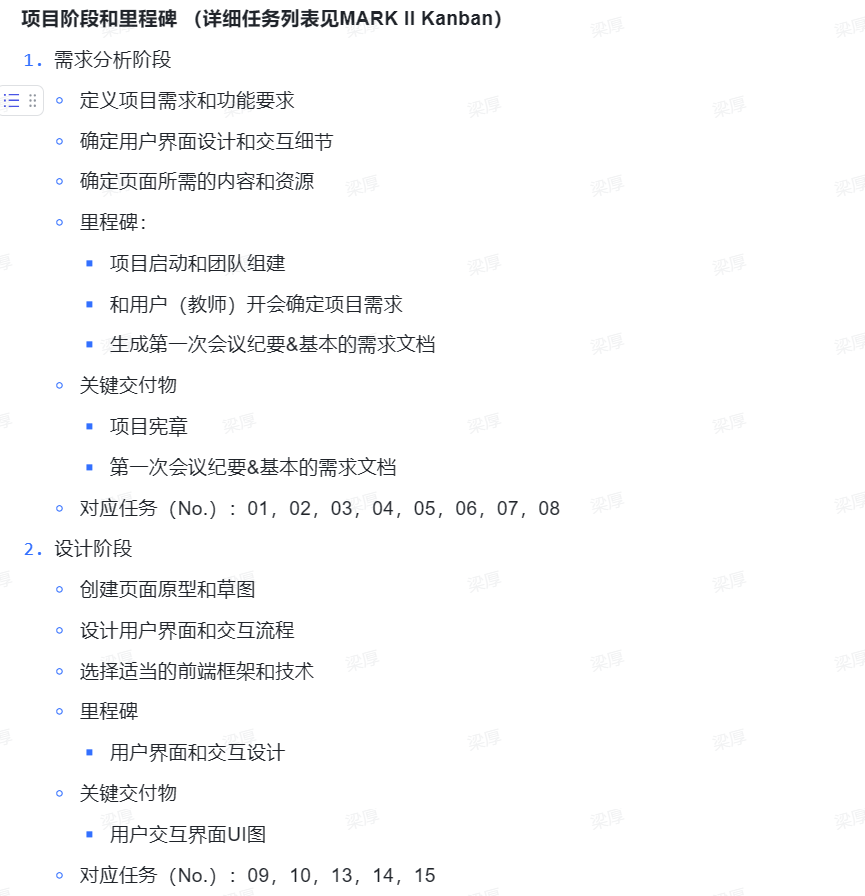 项目阶段和里程碑 （详细任务列表见MARK II Kanban）
1. 需求分析阶段
定义项目需求和功能要求
确定用户界面设计和交互细节
确定页面所需的内容和资源
里程碑：
项目启动和团队组建
和用户（教师）开会确定项目需求
生成第一次会议纪要&基本的需求文档
关键交付物
项目宪章
第一次会议纪要&基本的需求文档
对应任务（No.）：01，02，03，04，05，06，07，08
2. 设计阶段
创建页面原型和草图
设计用户界面和交互流程
选择适当的前端框架和技术
里程碑
用户界面和交互设计
关键交付物
用户交互界面UI图
对应任务（No.）：09，10，13，14，15
梁厚